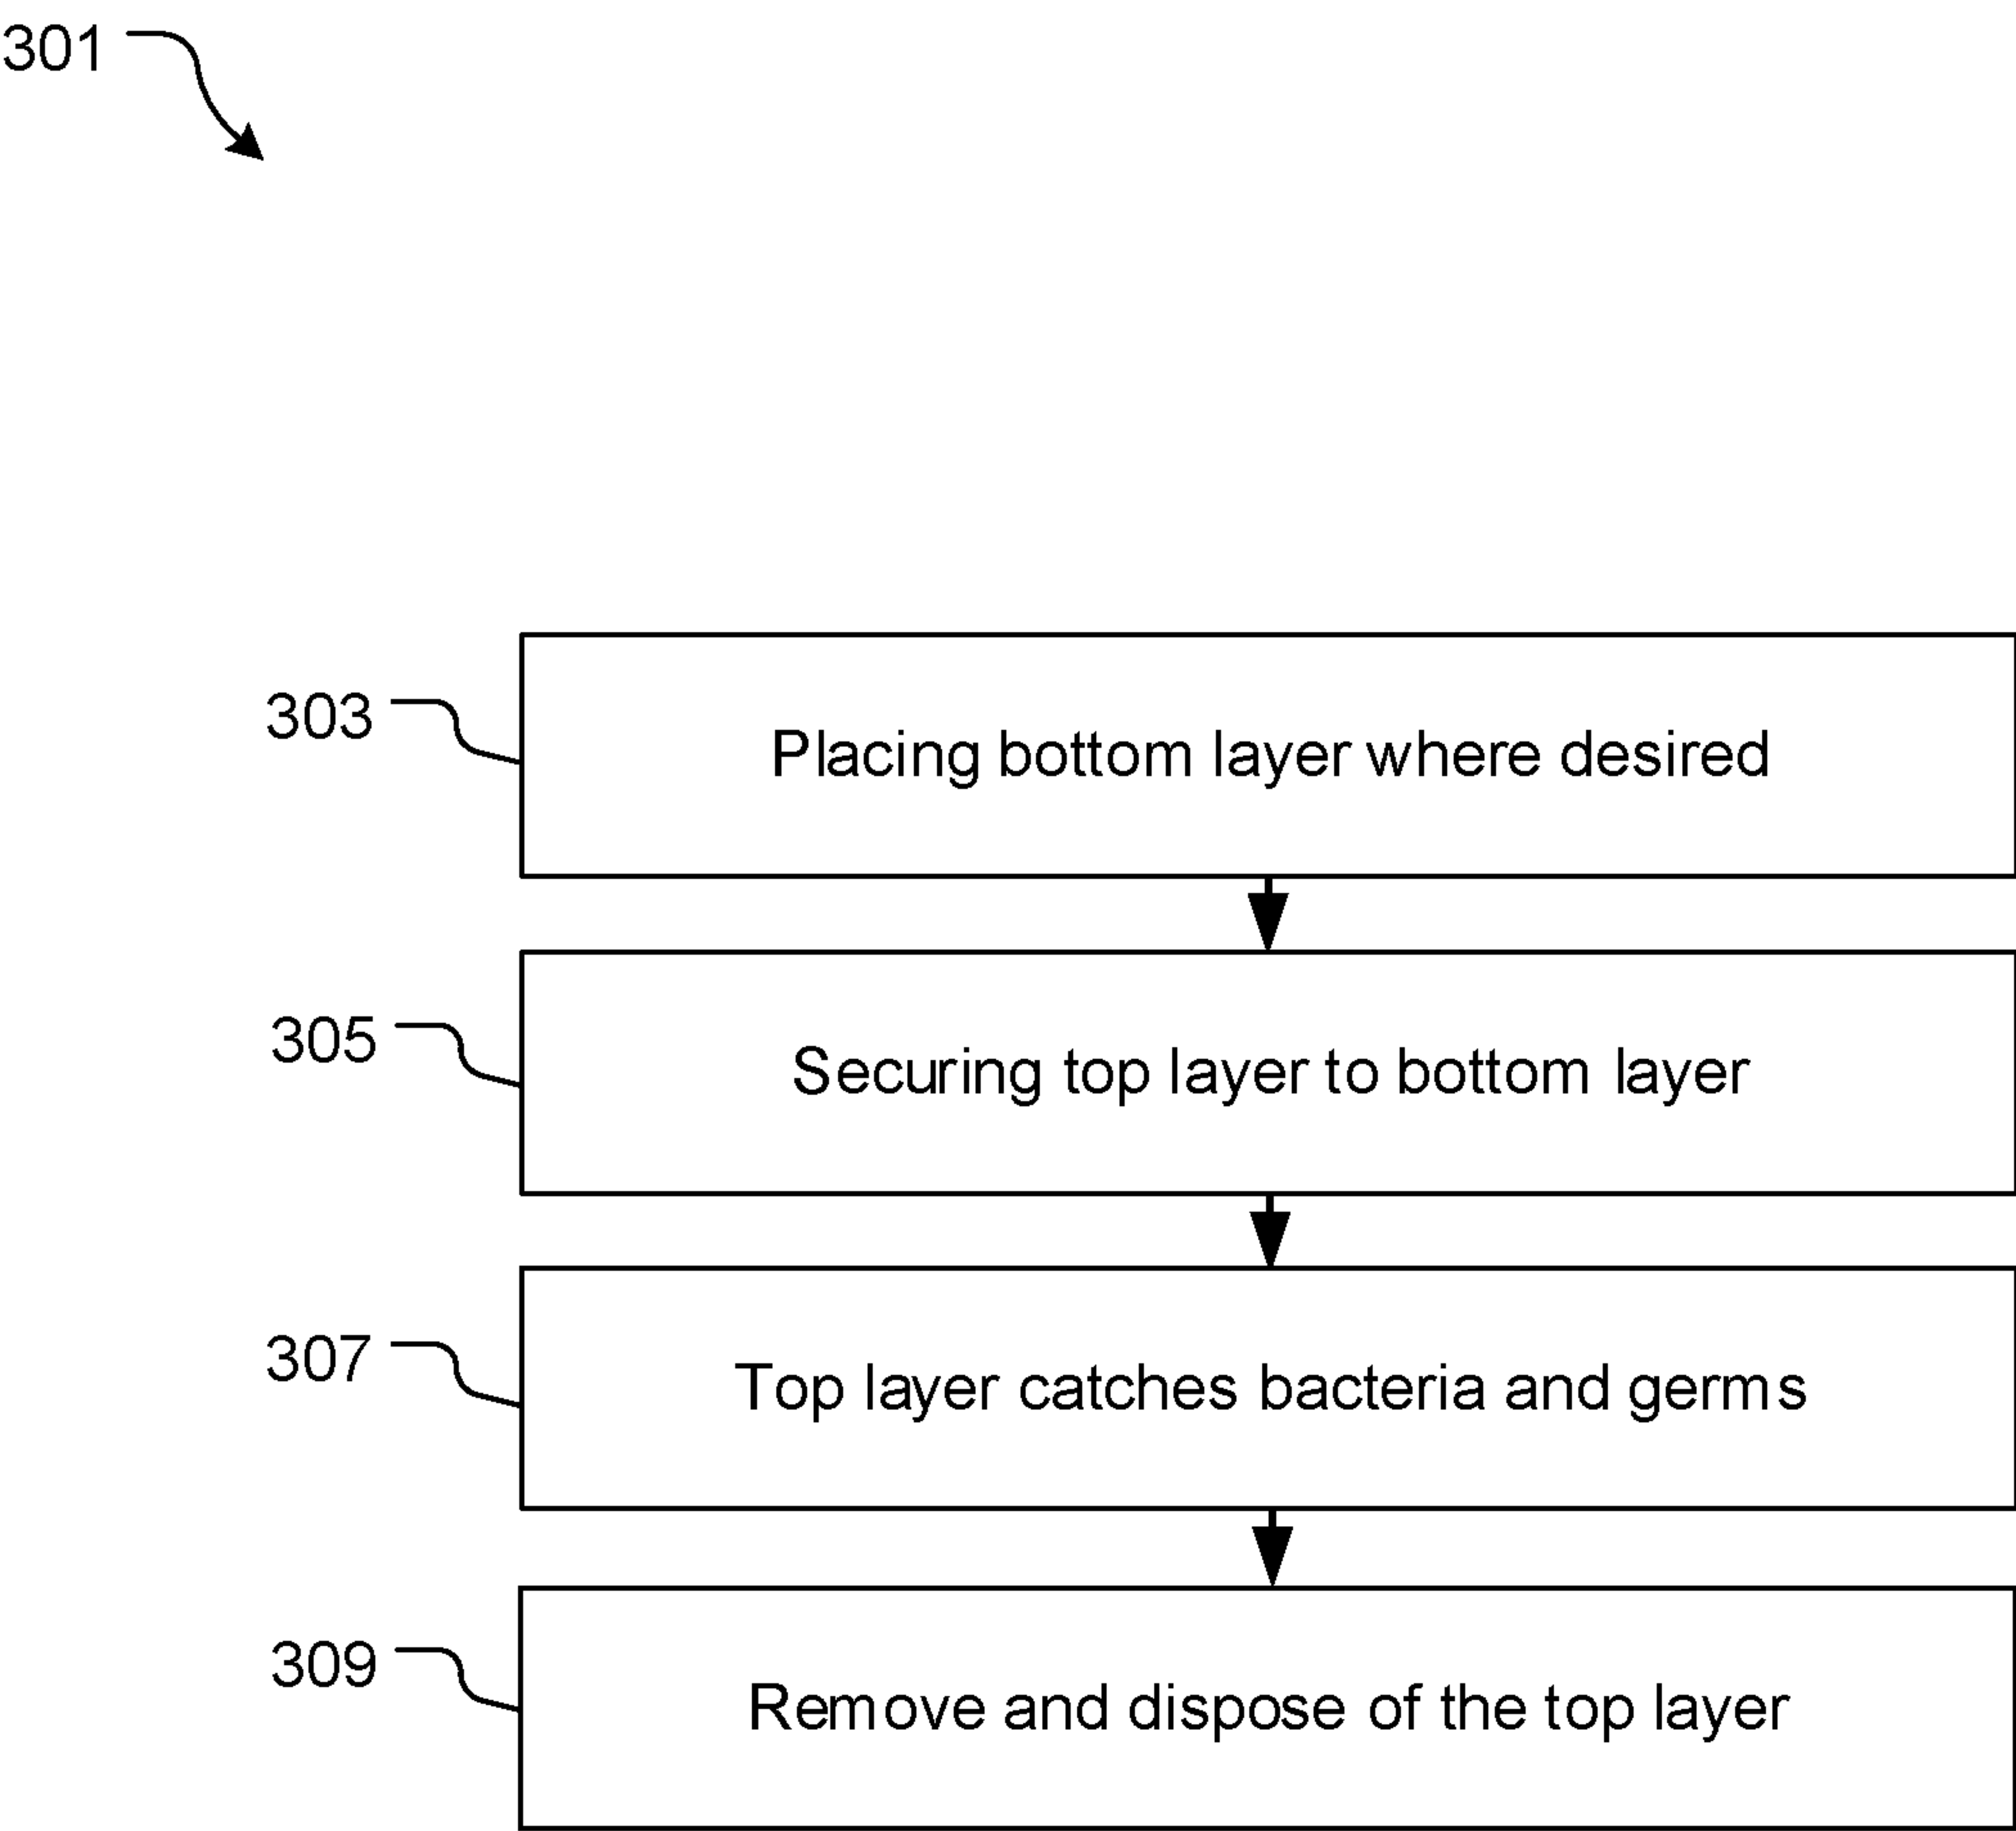 301
303
Placing bottom layer where desired
305
Securing top layer to bottom layer
307
Top layer catches bacteria and germs
309
Remove and dispose of the top layer